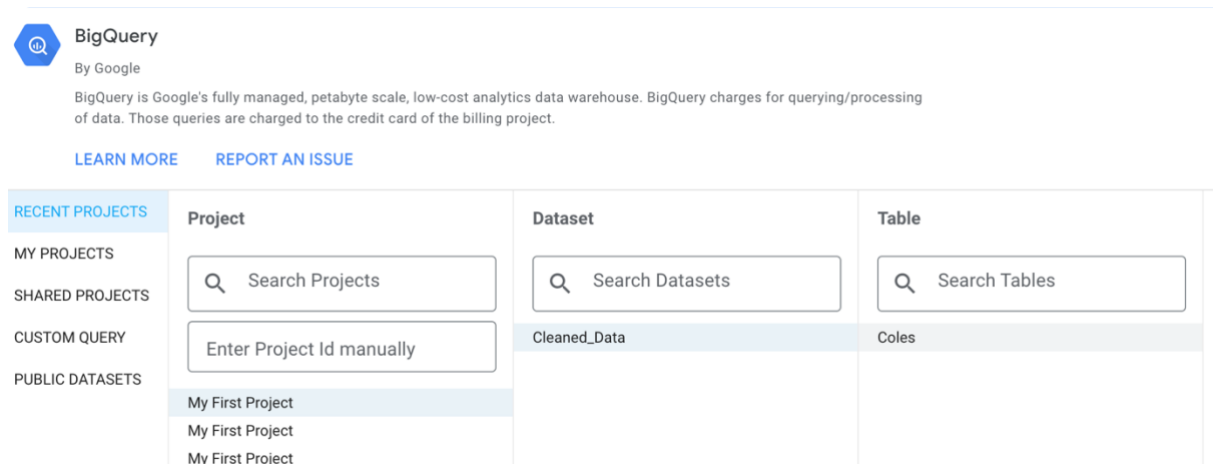 BigQuery
By Google
BigQuery is Google's fully managed, petabyte scale, low-cost analytics data warehouse. BigQuery charges for querying/processing
of data. Those queries are charged to the credit card of the billing project.
LEARN MORE REPORT AN ISSUE
RECENT PROJECTS
MY PROJECTS
SHARED PROJECTS
CUSTOM QUERY
PUBLIC DATASETS
Project
Search Projects
Enter Project Id manually
My First Project
My First Project
My First Project
Dataset
Search Datasets
Cleaned_Data
Table
Search Tables
Coles